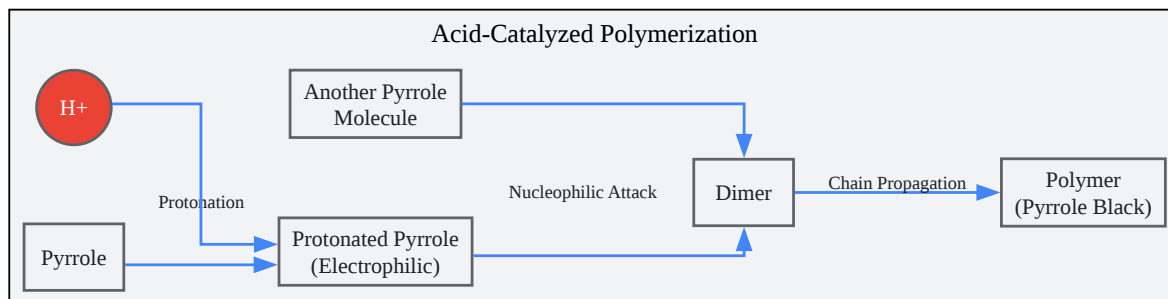 Acid-Catalyzed Polymerization
H+
Another Pyrrole
Molecule
Protonation
Nucleophilic Attack
Dimer
Chain Propagation
Polymer
(Pyrrole Black)
Pyrrole
Protonated Pyrrole
(Electrophilic)